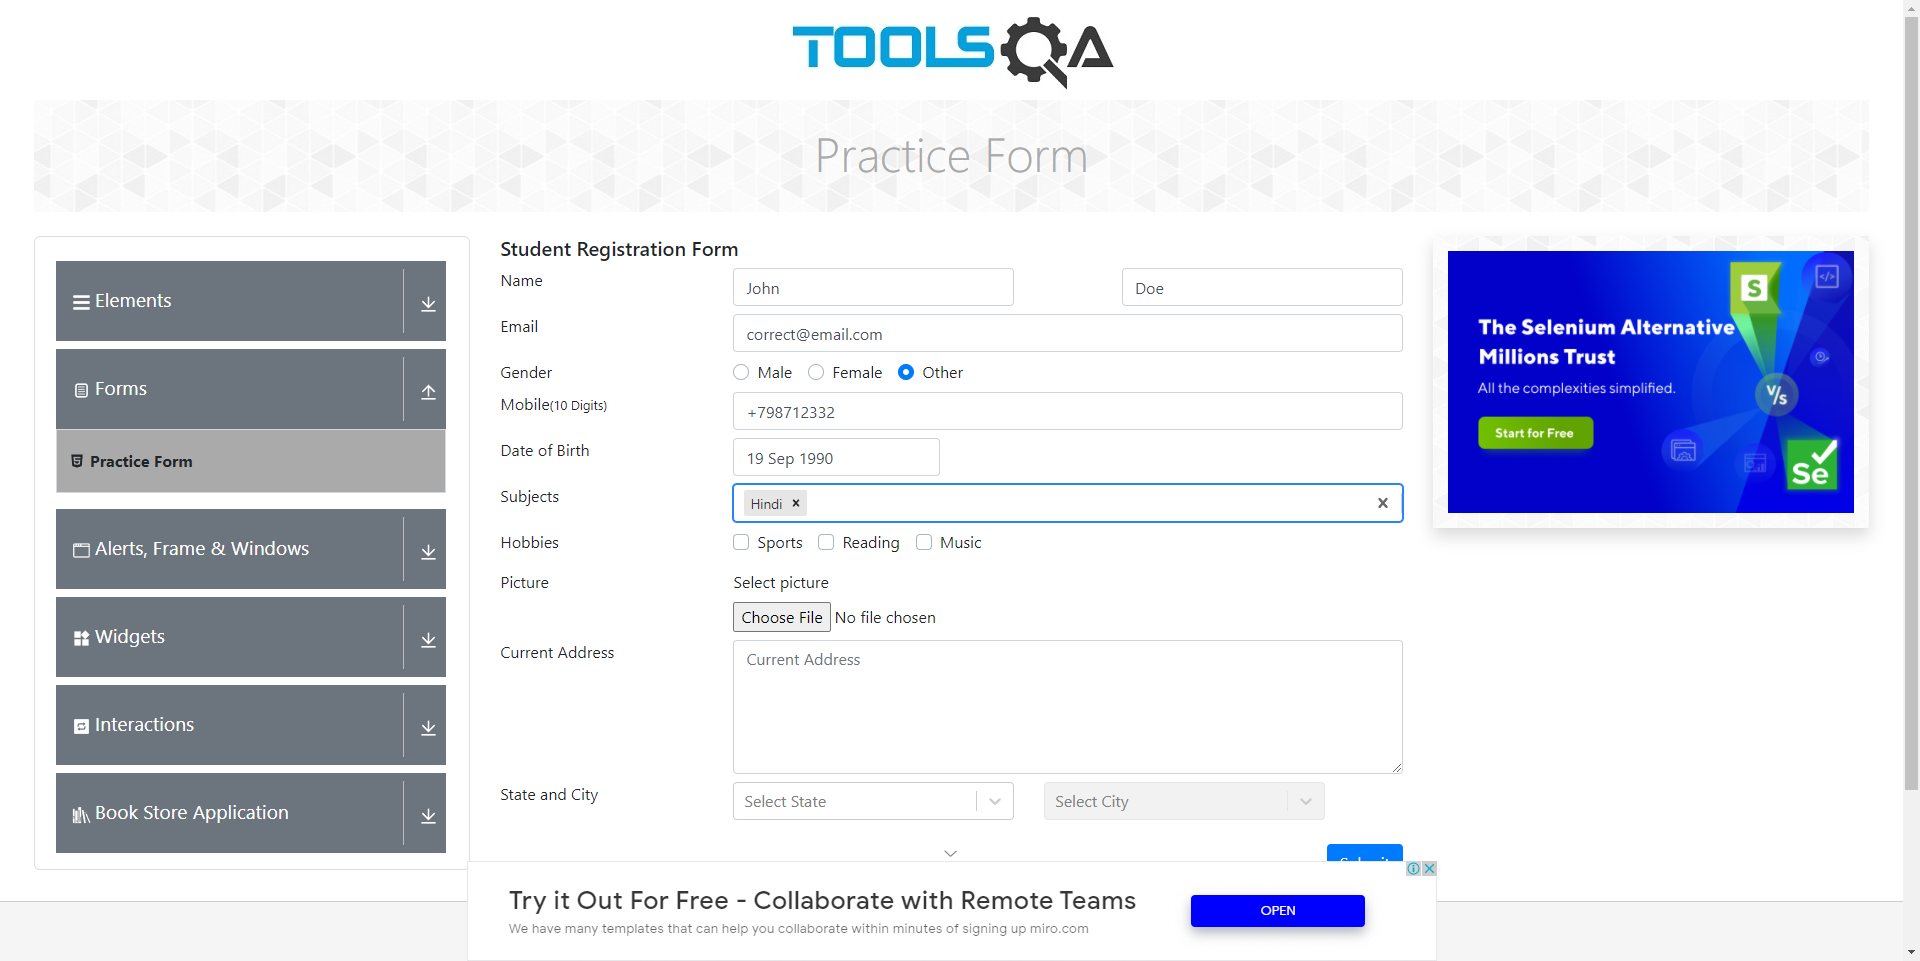 TOOLSQA
Practice Form
Elements
Forms
Practice Form
Alerts, Frame & Windows
Widgets
Interactions
Book Store Application
Student Registration Form
Name
John
Doe
Email
correct@email.com
Gender
Male
Female
Other
Mobile(10 Digits)
+798712332
Date of Birth
19 Sep 1990
Subjects
Hindi
Hobbies
Sports
Reading
Music
Picture
Select picture
Choose File No file chosen
Current Address
Current Address
State and City
Select State
Select City
The Selenium Alternative
Millions Trust
All the complexities simplified.
Start for Free
S
</>
V/s
Se
Try it Out For Free - Collaborate with Remote Teams
We have many templates that can help you collaborate within minutes of signing up miro.com
OPEN